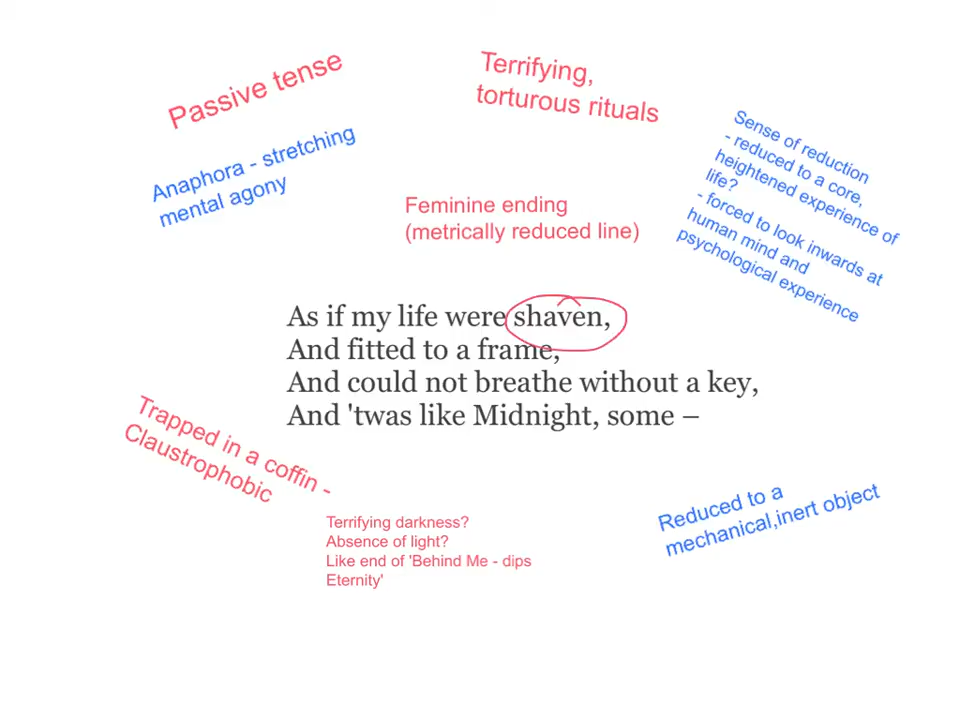 Passive tense
Terrifying,
torturous rituals
Anaphora - stretching
mental agony
Sense of reduction
- reduced to a core,
heightened experience of
life?
- forced to look inwards at
human mind and
psychological experience
Feminine ending
(metrically reduced line)
As if my life were shaven,
And fitted to a frame,
And could not breathe without a key,
And 'twas like Midnight, some –
Trapped in a coffin -
Claustrophobic
Terrifying darkness?
Absence of light?
Like end of 'Behind Me - dips
Eternity'
Reduced to a
mechanical,inert object